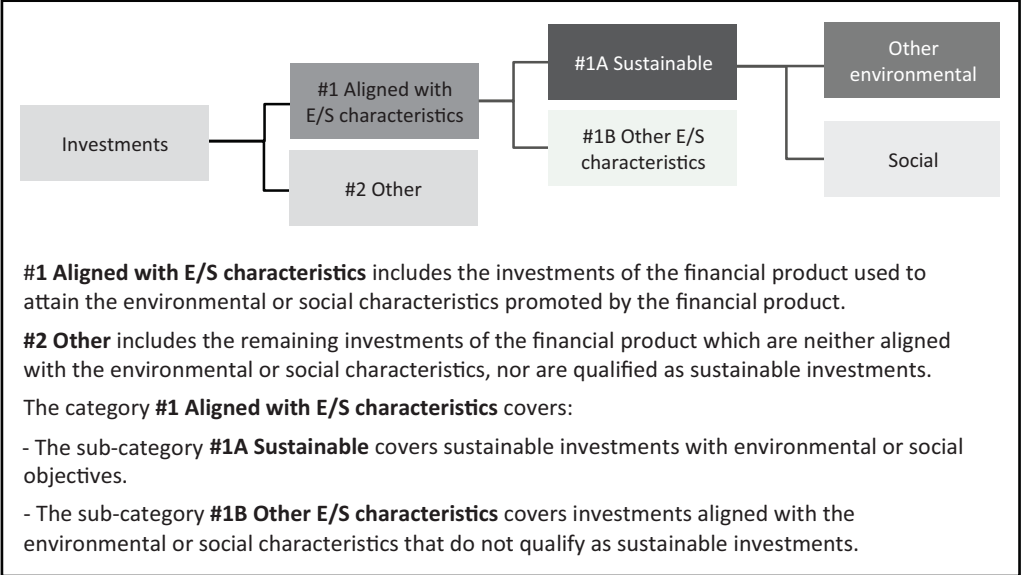 Investments
#1 Aligned with
E/S characteristics
#2 Other
#1A Sustainable
#1B Other E/S
characteristics
Other
environmental
Social
#1 Aligned with E/S characteristics includes the investments of the financial product used to
attain the environmental or social characteristics promoted by the financial product.
#2 Other includes the remaining investments of the financial product which are neither aligned
with the environmental or social characteristics, nor are qualified as sustainable investments.
The category #1 Aligned with E/S characteristics covers:
- The sub-category #1A Sustainable covers sustainable investments with environmental or social
objectives.
- The sub-category #1B Other E/S characteristics covers investments aligned with the
environmental or social characteristics that do not qualify as sustainable investments.